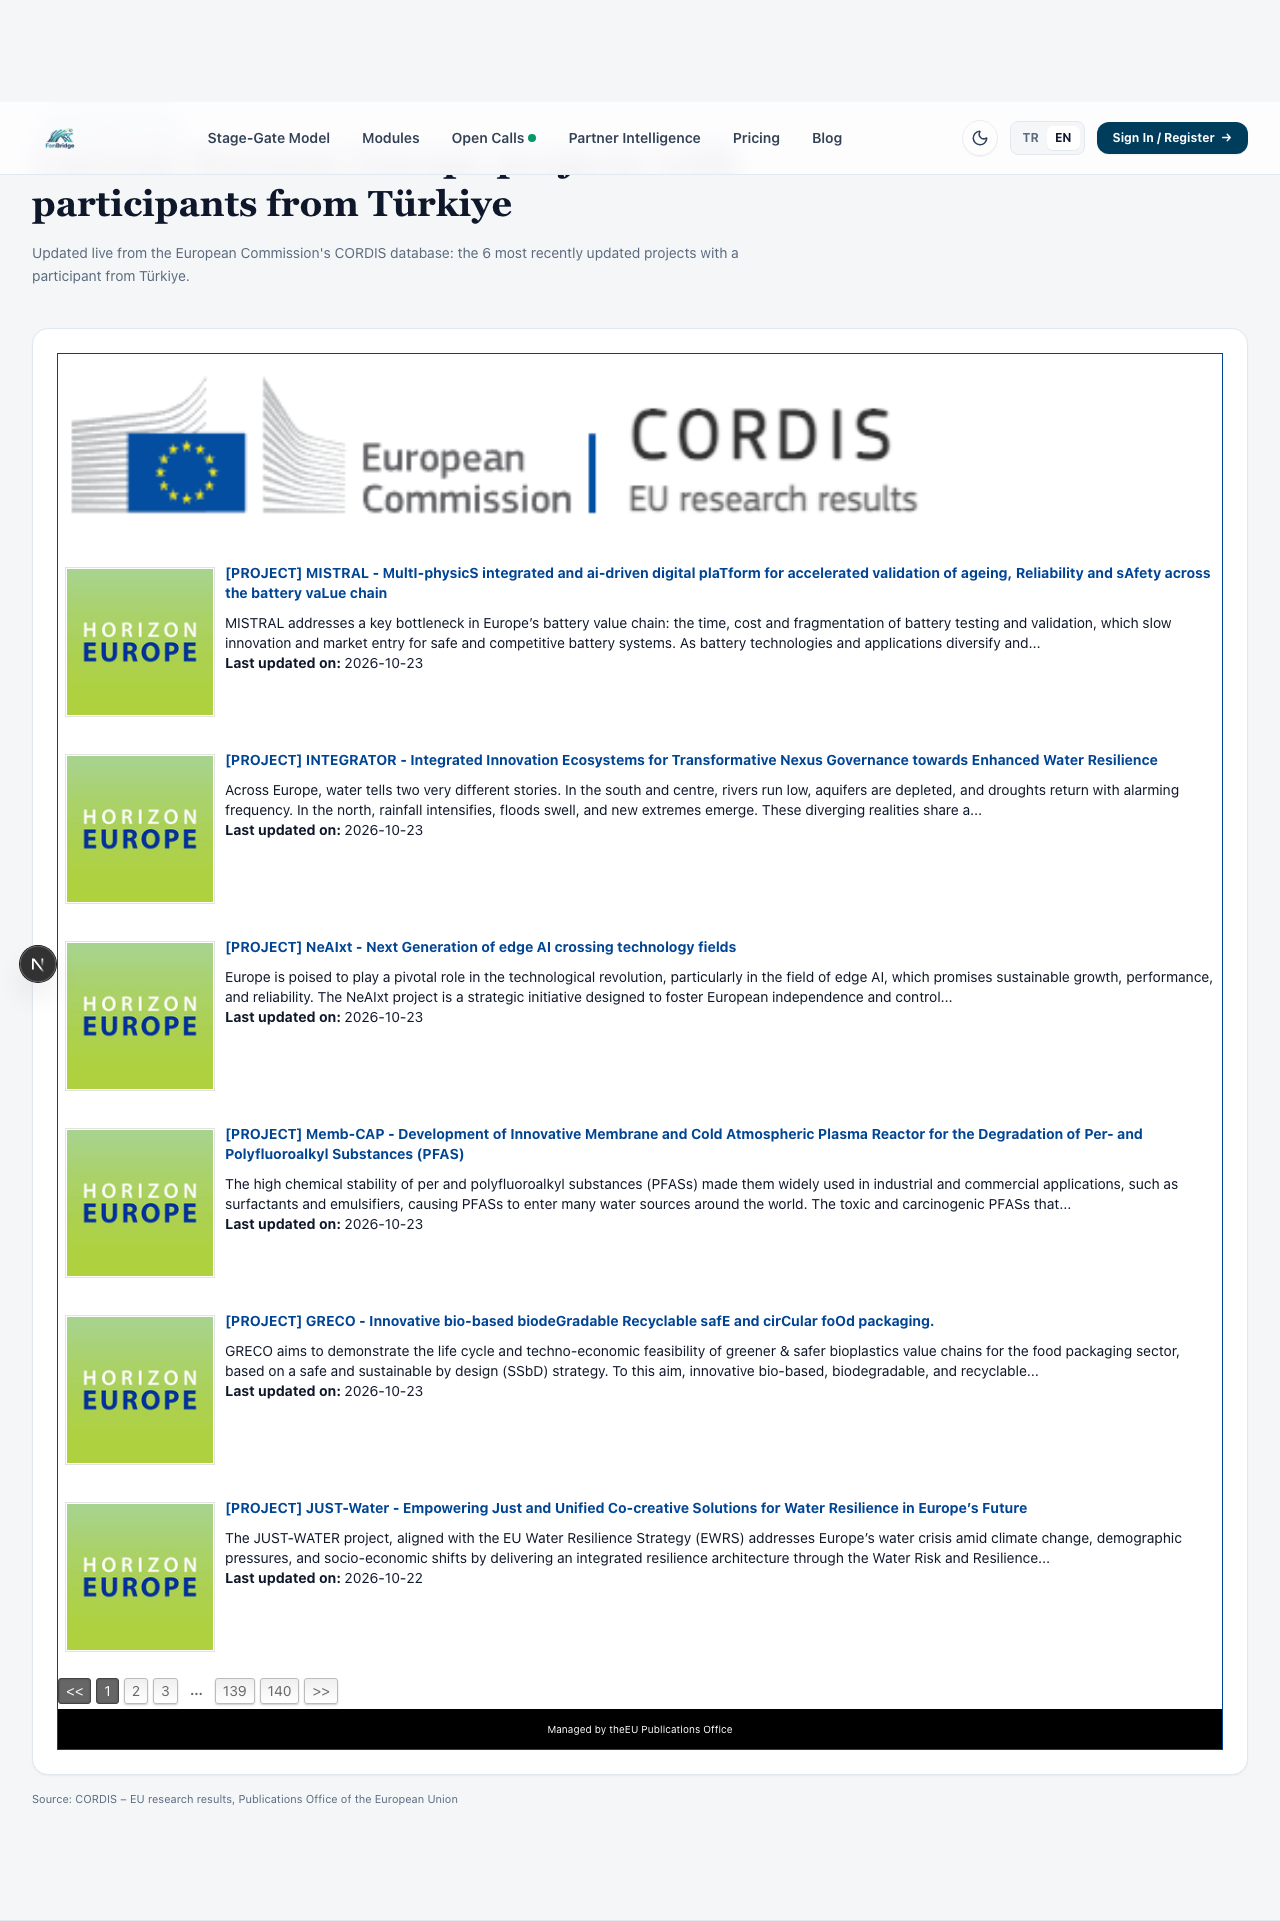 FonBridge
Stage-Gate Model
Modules
Open Calls
Partner Intelligence
Pricing
Blog
TR
EN
Sign In / Register →
participants from Türkiye
Updated live from the European Commission's CORDIS database: the 6 most recently updated projects with a
participant from Türkiye.
European
Commission
CORDIS
EU research results
HORIZON
EUROPE
[PROJECT] MISTRAL - MultI-physicS integrated and ai-driven digital plaTform for accelerated validation of ageing, Reliability and sAfety across
the battery vaLue chain
MISTRAL addresses a key bottleneck in Europe’s battery value chain: the time, cost and fragmentation of battery testing and validation, which slow
innovation and market entry for safe and competitive battery systems. As battery technologies and applications diversify and...
Last updated on: 2026-10-23
HORIZON
EUROPE
[PROJECT] INTEGRATOR - Integrated Innovation Ecosystems for Transformative Nexus Governance towards Enhanced Water Resilience
Across Europe, water tells two very different stories. In the south and centre, rivers run low, aquifers are depleted, and droughts return with alarming
frequency. In the north, rainfall intensifies, floods swell, and new extremes emerge. These diverging realities share a...
Last updated on: 2026-10-23
N
HORIZON
EUROPE
[PROJECT] NeAIxt - Next Generation of edge AI crossing technology fields
Europe is poised to play a pivotal role in the technological revolution, particularly in the field of edge AI, which promises sustainable growth, performance,
and reliability. The NeAIxt project is a strategic initiative designed to foster European independence and control...
Last updated on: 2026-10-23
HORIZON
EUROPE
[PROJECT] Memb-CAP - Development of Innovative Membrane and Cold Atmospheric Plasma Reactor for the Degradation of Per- and
Polyfluoroalkyl Substances (PFAS)
The high chemical stability of per and polyfluoroalkyl substances (PFASs) made them widely used in industrial and commercial applications, such as
surfactants and emulsifiers, causing PFASs to enter many water sources around the world. The toxic and carcinogenic PFASs that...
Last updated on: 2026-10-23
HORIZON
EUROPE
[PROJECT] GRECO - Innovative bio-based biodeGradable Recyclable safE and cirCular foOd packaging.
GRECO aims to demonstrate the life cycle and techno-economic feasibility of greener & safer bioplastics value chains for the food packaging sector,
based on a safe and sustainable by design (SSbD) strategy. To this aim, innovative bio-based, biodegradable, and recyclable...
Last updated on: 2026-10-23
HORIZON
EUROPE
[PROJECT] JUST-Water - Empowering Just and Unified Co-creative Solutions for Water Resilience in Europe’s Future
The JUST-WATER project, aligned with the EU Water Resilience Strategy (EWRS) addresses Europe’s water crisis amid climate change, demographic
pressures, and socio-economic shifts by delivering an integrated resilience architecture through the Water Risk and Resilience...
Last updated on: 2026-10-22
<< 1 2 3 ... 139 140 >>
Managed by theEU Publications Office
Source: CORDIS – EU research results, Publications Office of the European Union